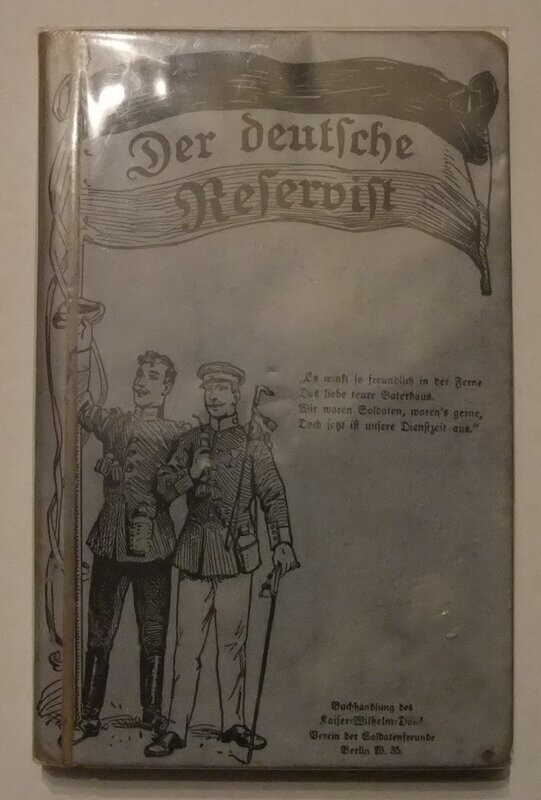 Der deutſche
Reſerviſt
„Es winkt ſo freundlich in der Ferne
Das liebe teure Vaterhaus.
Wir waren Soldaten, waren's gerne,
Doch jetzt iſt unſere Dienſtzeit aus.“
Buchhandlung des
Kaiſer-Wilhelm-Dank
Verein der Soldatenfreunde
Berlin W. 35.